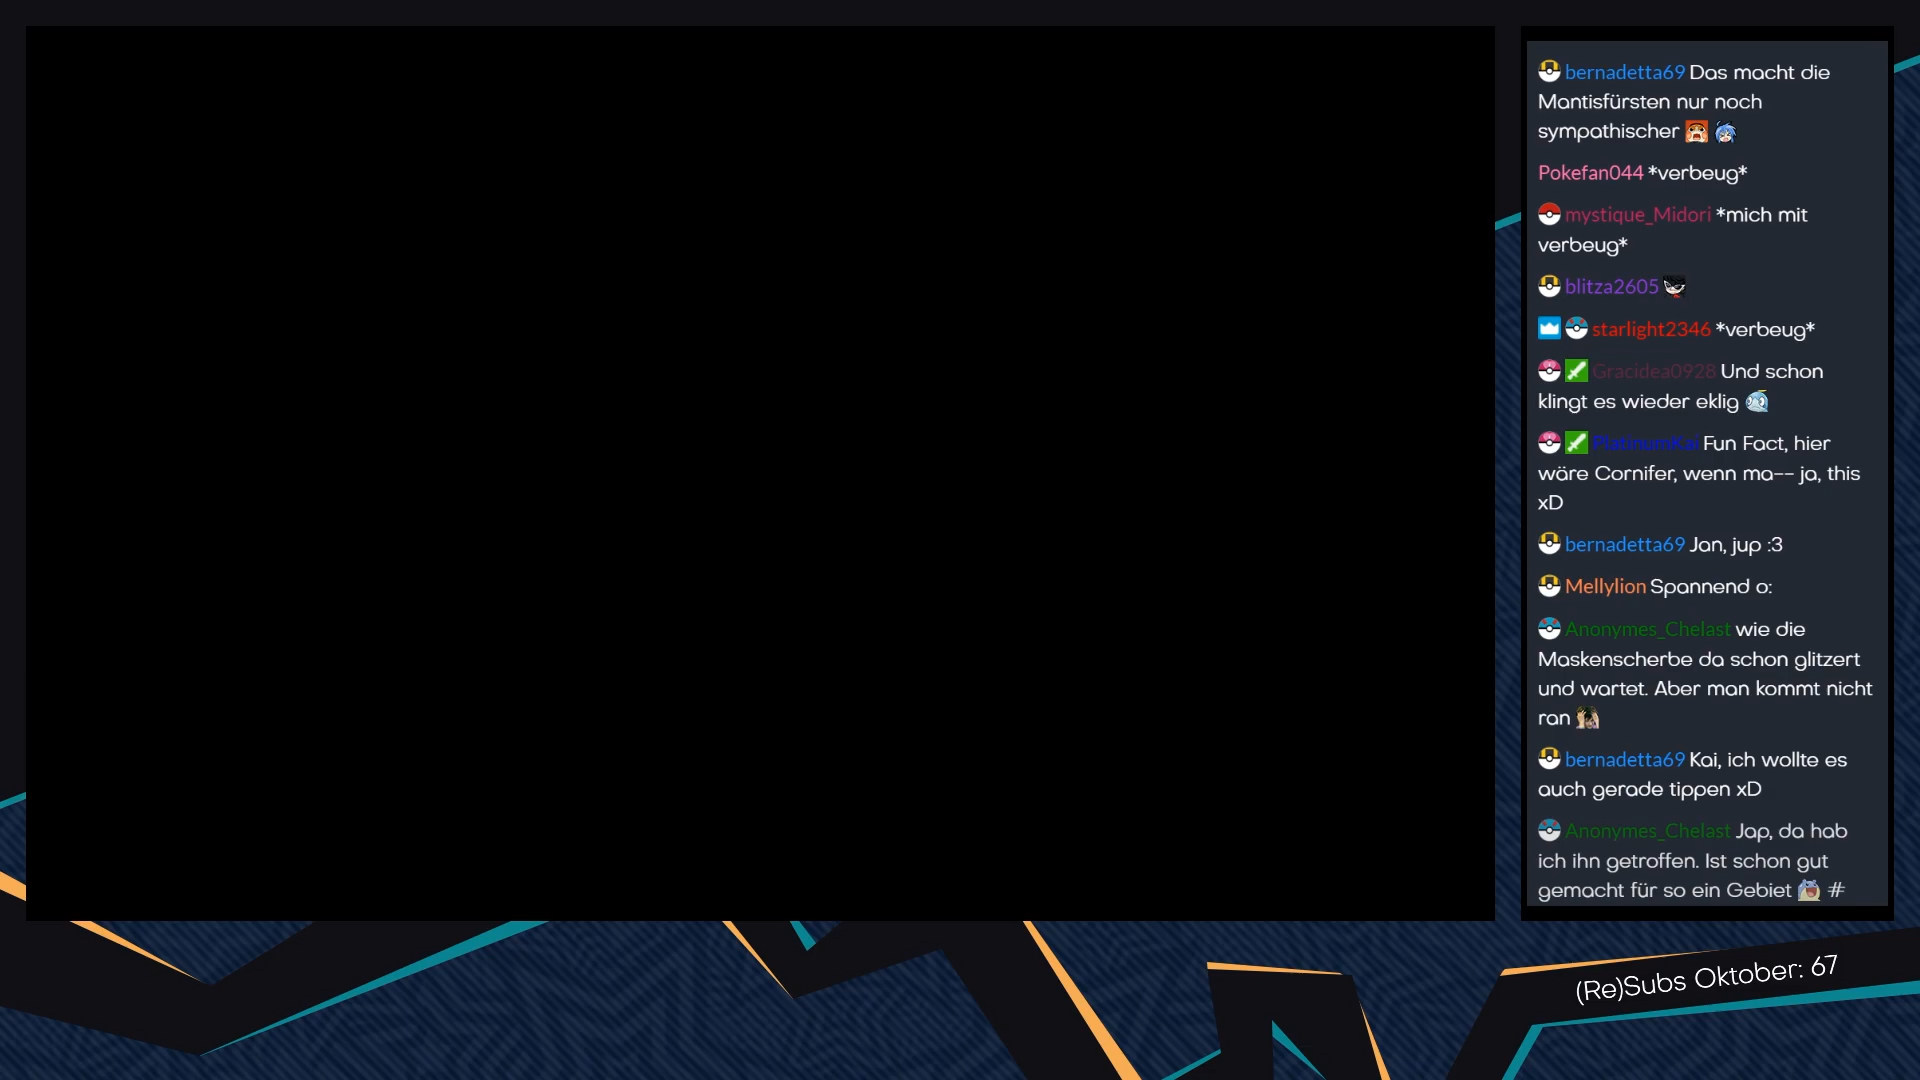 bernadetta69 Das macht die
Mantisfürsten nur noch
sympathischer
Pokefan044 *verbeug*
mystique_Midori *mich mit
verbeug*
blitza2605
starlight2346 *verbeug*
Gracidea0928 Und schon
klingt es wieder eklig
PlatinumKai Fun Fact, hier
wäre Cornifer, wenn ma-- ja, this
xD
bernadetta69 Jan, jup :3
Mellylion Spannend o:
Anonymes_Chelast wie die
Maskenscherbe da schon glitzert
und wartet. Aber man kommt nicht
ran
bernadetta69 Kai, ich wollte es
auch gerade tippen xD
Anonymes_Chelast Jap, da hab
ich ihn getroffen. Ist schon gut
gemacht für so ein Gebiet #
(Re)Subs Oktober: 67